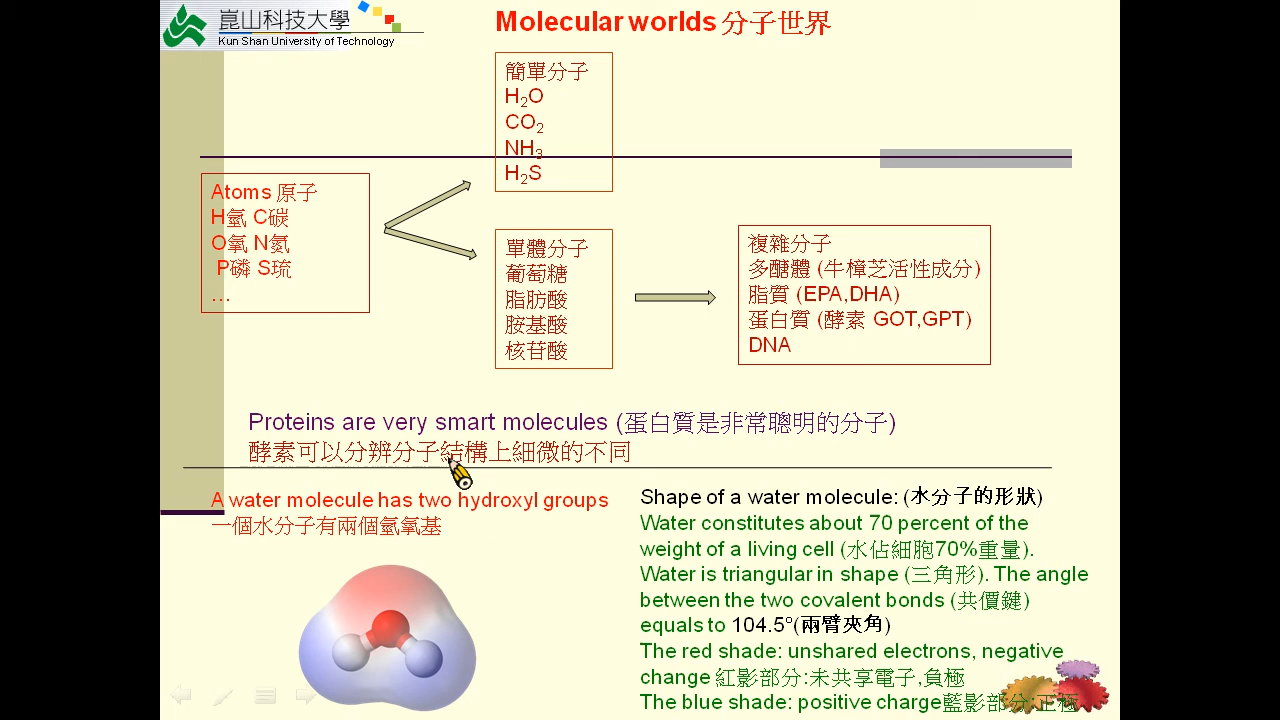 崑山科技大學
Kun Shan University of Technology
Molecular worlds 分子世界
簡單分子
H₂O
CO₂
NH₃
H₂S
Atoms 原子
H氫 C碳
O氧 N氮
P磷 S琉
...
單體分子
葡萄糖
脂肪酸
胺基酸
核苷酸
複雜分子
多醣體 (牛樟芝活性成分)
脂質 (EPA,DHA)
蛋白質 (酵素 GOT,GPT)
DNA
Proteins are very smart molecules (蛋白質是非常聰明的分子)
酵素可以分辨分子結構上細微的不同
A water molecule has two hydroxyl groups
一個水分子有兩個氫氧基
Shape of a water molecule: (水分子的形狀)
Water constitutes about 70 percent of the
weight of a living cell (水佔細胞70%重量).
Water is triangular in shape (三角形). The angle
between the two covalent bonds (共價鍵)
equals to 104.5°(兩臂夾角)
The red shade: unshared electrons, negative
change 紅影部分:未共享電子,負極
The blue shade: positive charge藍影部分:正極